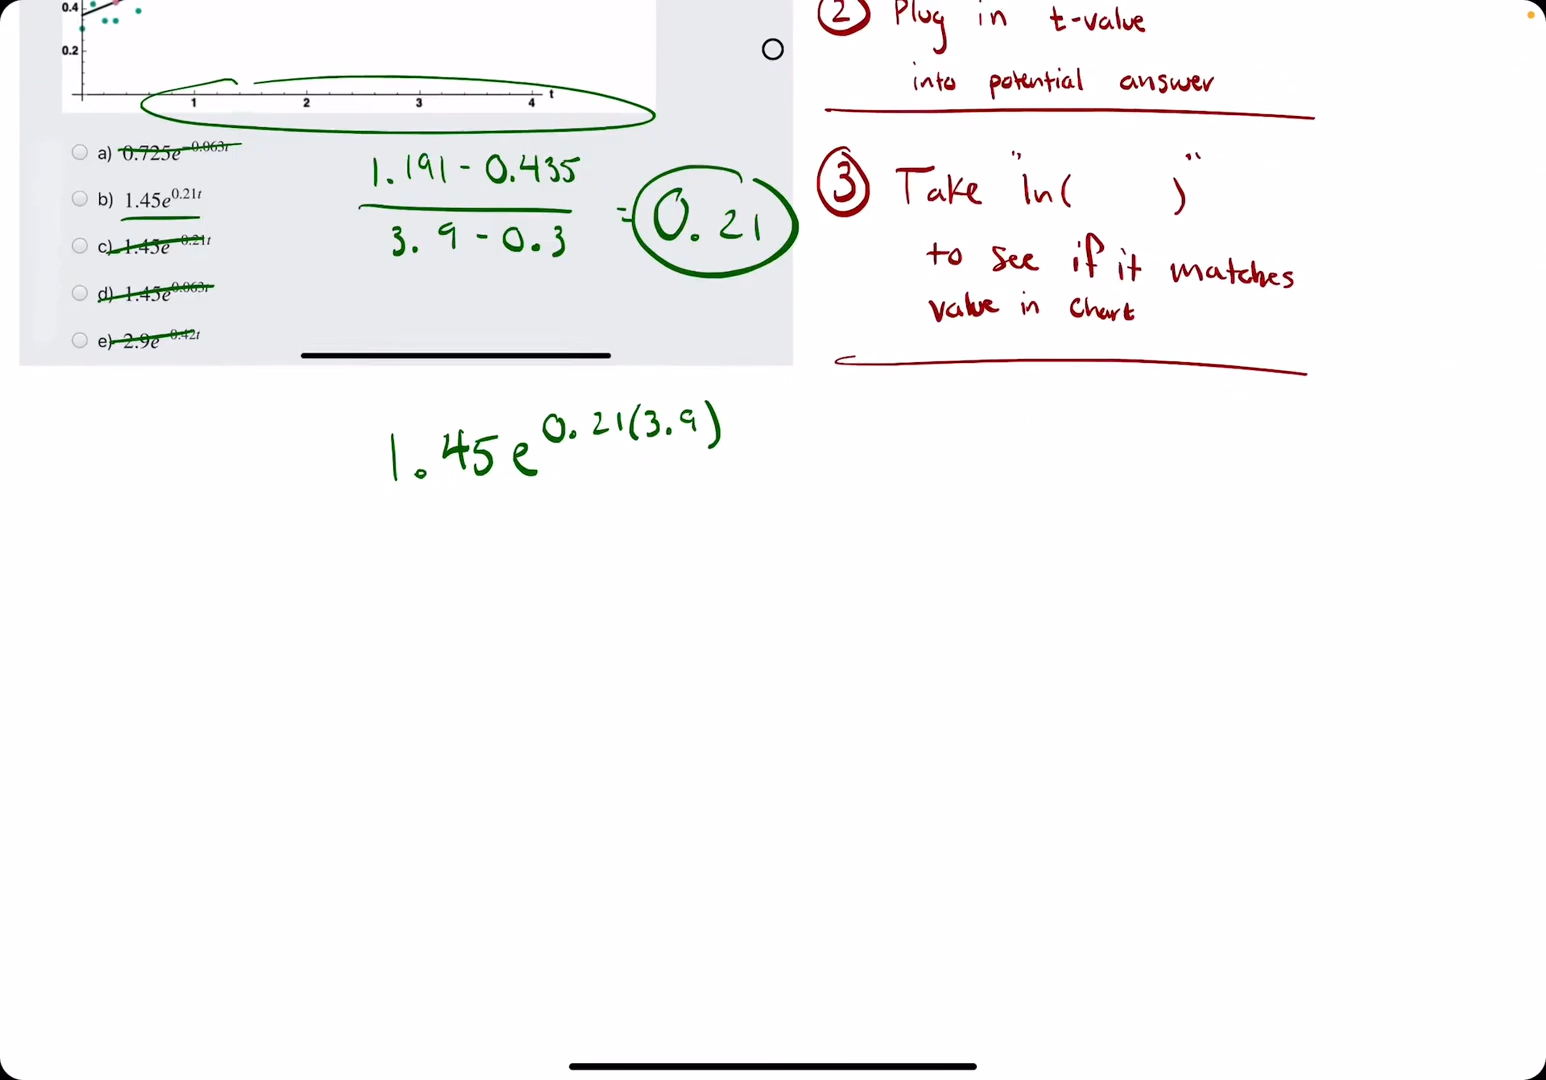 0.4
0.2
1 2 3 4 t
a) 0.725e^-0.063t
b) 1.45e^0.21t
c) 1.45e^-0.21t
d) 1.45e^0.063t
e) 2.9e^-0.42t
1.191 - 0.435
3.9 - 0.3
= 0.21
1.45e^0.21(3.9)
2 Plug in t-value
into potential answer
3 Take "ln( )"
to see if it matches
value in chart